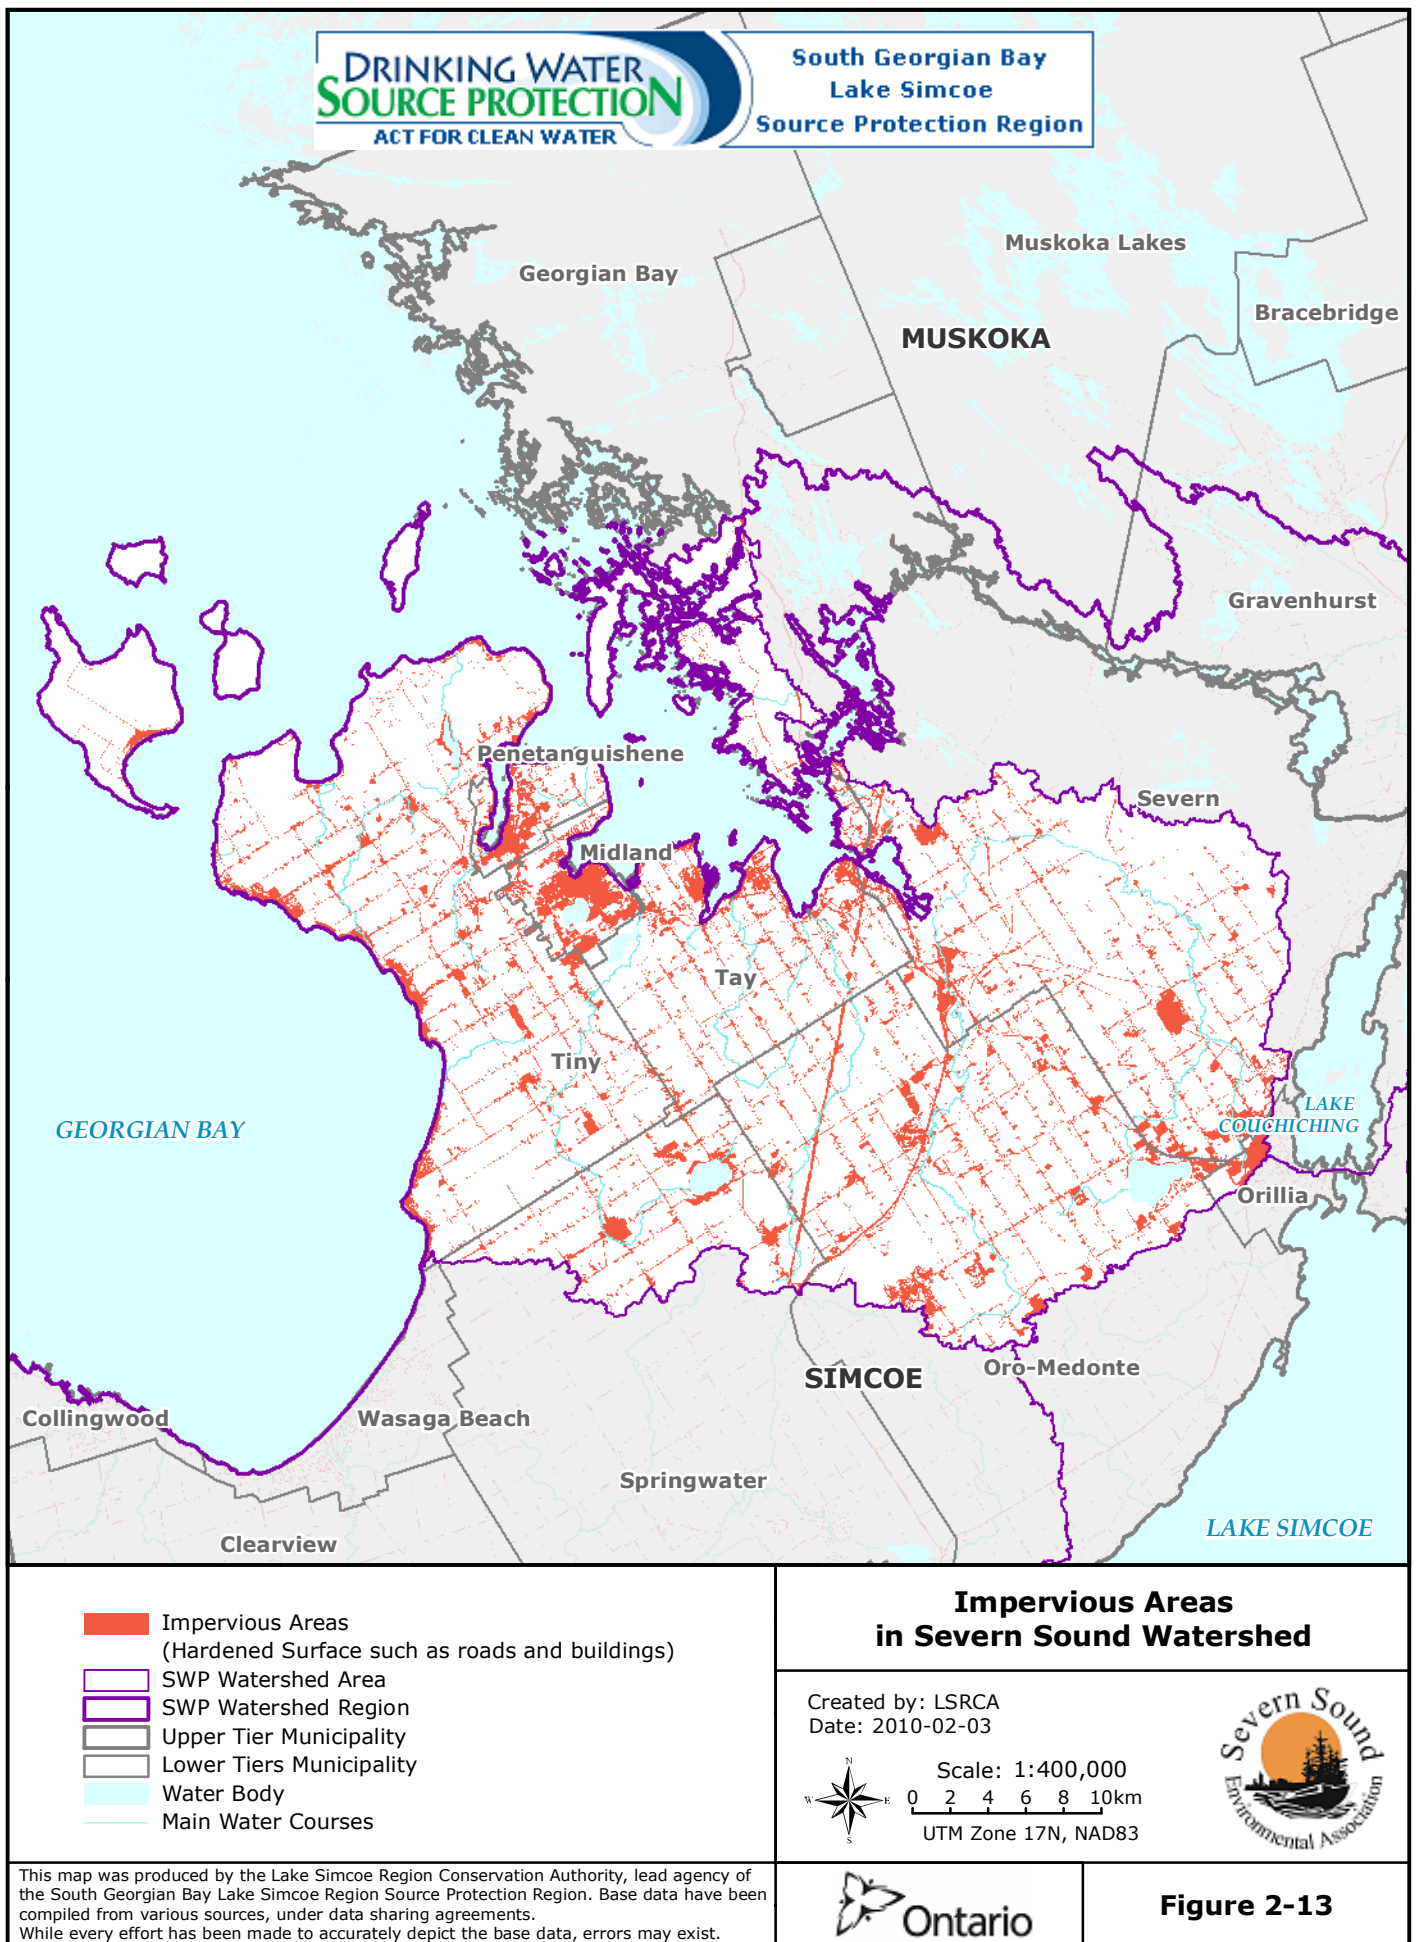 DRINKING WATER
SOURCE PROTECTION
ACT FOR CLEAN WATER
South Georgian Bay
Lake Simcoe
Source Protection Region
Muskoka Lakes
Georgian Bay
Bracebridge
MUSKOKA
Gravenhurst
Penetanguishene
Severn
Midland
Tay
Tiny
GEORGIAN BAY
LAKE
COUCHICHING
Orillia
SIMCOE
Oro-Medonte
Collingwood
Wasaga Beach
Springwater
LAKE SIMCOE
Clearview
Impervious Areas
(Hardened Surface such as roads and buildings)
SWP Watershed Area
SWP Watershed Region
Upper Tier Municipality
Lower Tiers Municipality
Water Body
Main Water Courses
Impervious Areas
in Severn Sound Watershed
Created by: LSRCA
Date: 2010-02-03
N
W E
S
Scale: 1:400,000
0 2 4 6 8 10km
UTM Zone 17N, NAD83
Severn Sound
Environmental Association
This map was produced by the Lake Simcoe Region Conservation Authority, lead agency of
the South Georgian Bay Lake Simcoe Region Source Protection Region. Base data have been
compiled from various sources, under data sharing agreements.
While every effort has been made to accurately depict the base data, errors may exist.
Ontario
Figure 2-13